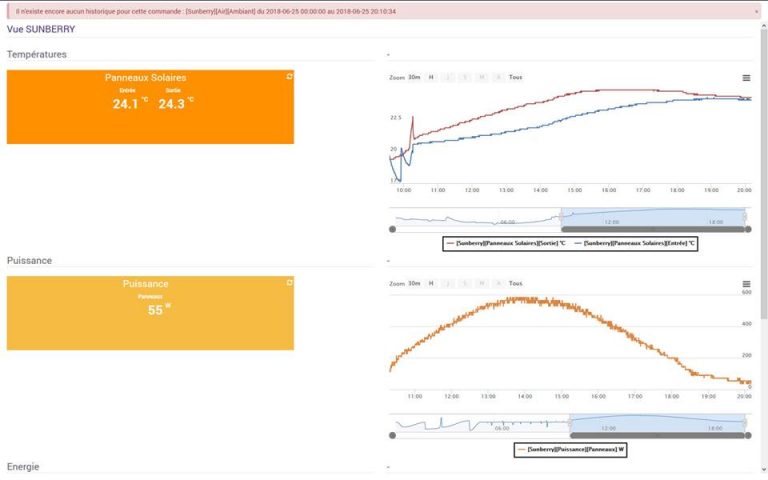 Il n'existe encore aucun historique pour cette commande : [Sunberry][Air][Ambiant] du 2018-06-25 00:00:00 au 2018-06-25 20:10:34
Vue SUNBERRY
Températures
-
Panneaux Solaires
Entrée Sortie
24.1 °C 24.3 °C
Zoom 30m H J S M A Tous
22.5
20
17
10:00 11:00 12:00 13:00 14:00 15:00 16:00 17:00 18:00 19:00 20:00
06:00 12:00 18:00
[Sunberry][Panneaux Solaires][Sortie] °C [Sunberry][Panneaux Solaires][Entrée] °C
Puissance
-
Puissance
Panneaux
55 W
Zoom 30m H J S M A Tous
600
400
200
0
11:00 12:00 13:00 14:00 15:00 16:00 17:00 18:00 19:00 20:00
06:00 12:00 18:00
[Sunberry][Puissance][Panneaux] W
Energie
-